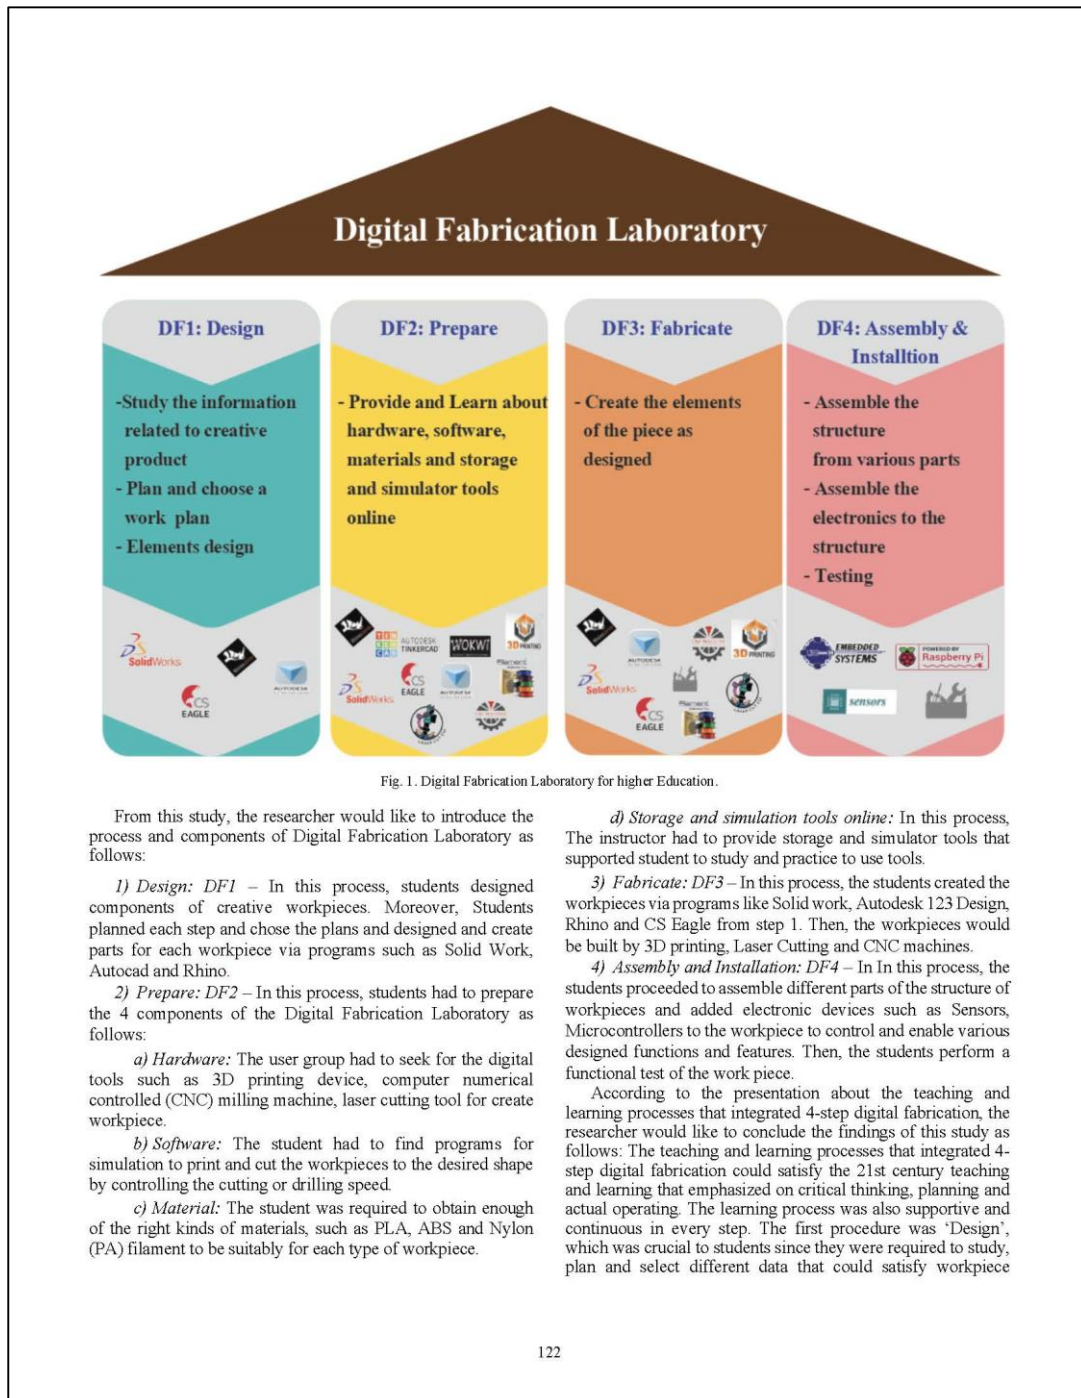 Digital Fabrication Laboratory
DF1: Design
-Study the information
related to creative
product
- Plan and choose a
work plan
- Elements design
SolidWorks
AUTODESK
CS
EAGLE
DF2: Prepare
- Provide and Learn about
hardware, software,
materials and storage
and simulator tools
online
TIN
KER
CAD
AUTODESK
TINKERCAD
WOKWI
3D PRINTING
SolidWorks
CS
EAGLE
AUTODESK
Filament
DF3: Fabricate
- Create the elements
of the piece as
designed
AUTODESK
3D PRINTING
SolidWorks
CS
EAGLE
Filament
DF4: Assembly &
Installtion
- Assemble the
structure
from various parts
- Assemble the
electronics to the
structure
- Testing
EMBEDDED
SYSTEMS
POWERED BY
Raspberry Pi
sensors
Fig. 1. Digital Fabrication Laboratory for higher Education.
From this study, the researcher would like to introduce the
process and components of Digital Fabrication Laboratory as
follows:
1) Design: DF1 – In this process, students designed
components of creative workpieces. Moreover, Students
planned each step and chose the plans and designed and create
parts for each workpiece via programs such as Solid Work,
Autocad and Rhino.
2) Prepare: DF2 – In this process, students had to prepare
the 4 components of the Digital Fabrication Laboratory as
follows:
a) Hardware: The user group had to seek for the digital
tools such as 3D printing device, computer numerical
controlled (CNC) milling machine, laser cutting tool for create
workpiece.
b) Software: The student had to find programs for
simulation to print and cut the workpieces to the desired shape
by controlling the cutting or drilling speed.
c) Material: The student was required to obtain enough
of the right kinds of materials, such as PLA, ABS and Nylon
(PA) filament to be suitably for each type of workpiece.
d) Storage and simulation tools online: In this process,
The instructor had to provide storage and simulator tools that
supported student to study and practice to use tools.
3) Fabricate: DF3 – In this process, the students created the
workpieces via programs like Solid work, Autodesk 123 Design,
Rhino and CS Eagle from step 1. Then, the workpieces would
be built by 3D printing, Laser Cutting and CNC machines.
4) Assembly and Installation: DF4 – In In this process, the
students proceeded to assemble different parts of the structure of
workpieces and added electronic devices such as Sensors,
Microcontrollers to the workpiece to control and enable various
designed functions and features. Then, the students perform a
functional test of the work piece.
According to the presentation about the teaching and
learning processes that integrated 4-step digital fabrication, the
researcher would like to conclude the findings of this study as
follows: The teaching and learning processes that integrated 4-
step digital fabrication could satisfy the 21st century teaching
and learning that emphasized on critical thinking, planning and
actual operating. The learning process was also supportive and
continuous in every step. The first procedure was ‘Design’,
which was crucial to students since they were required to study,
plan and select different data that could satisfy workpiece
122